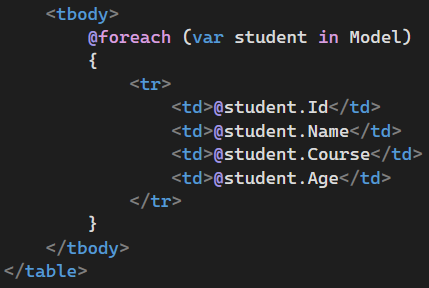 <tbody>
@foreach (var student in Model)
{
<tr>
<td>@student.Id</td>
<td>@student.Name</td>
<td>@student.Course</td>
<td>@student.Age</td>
</tr>
}
</tbody>
</table>